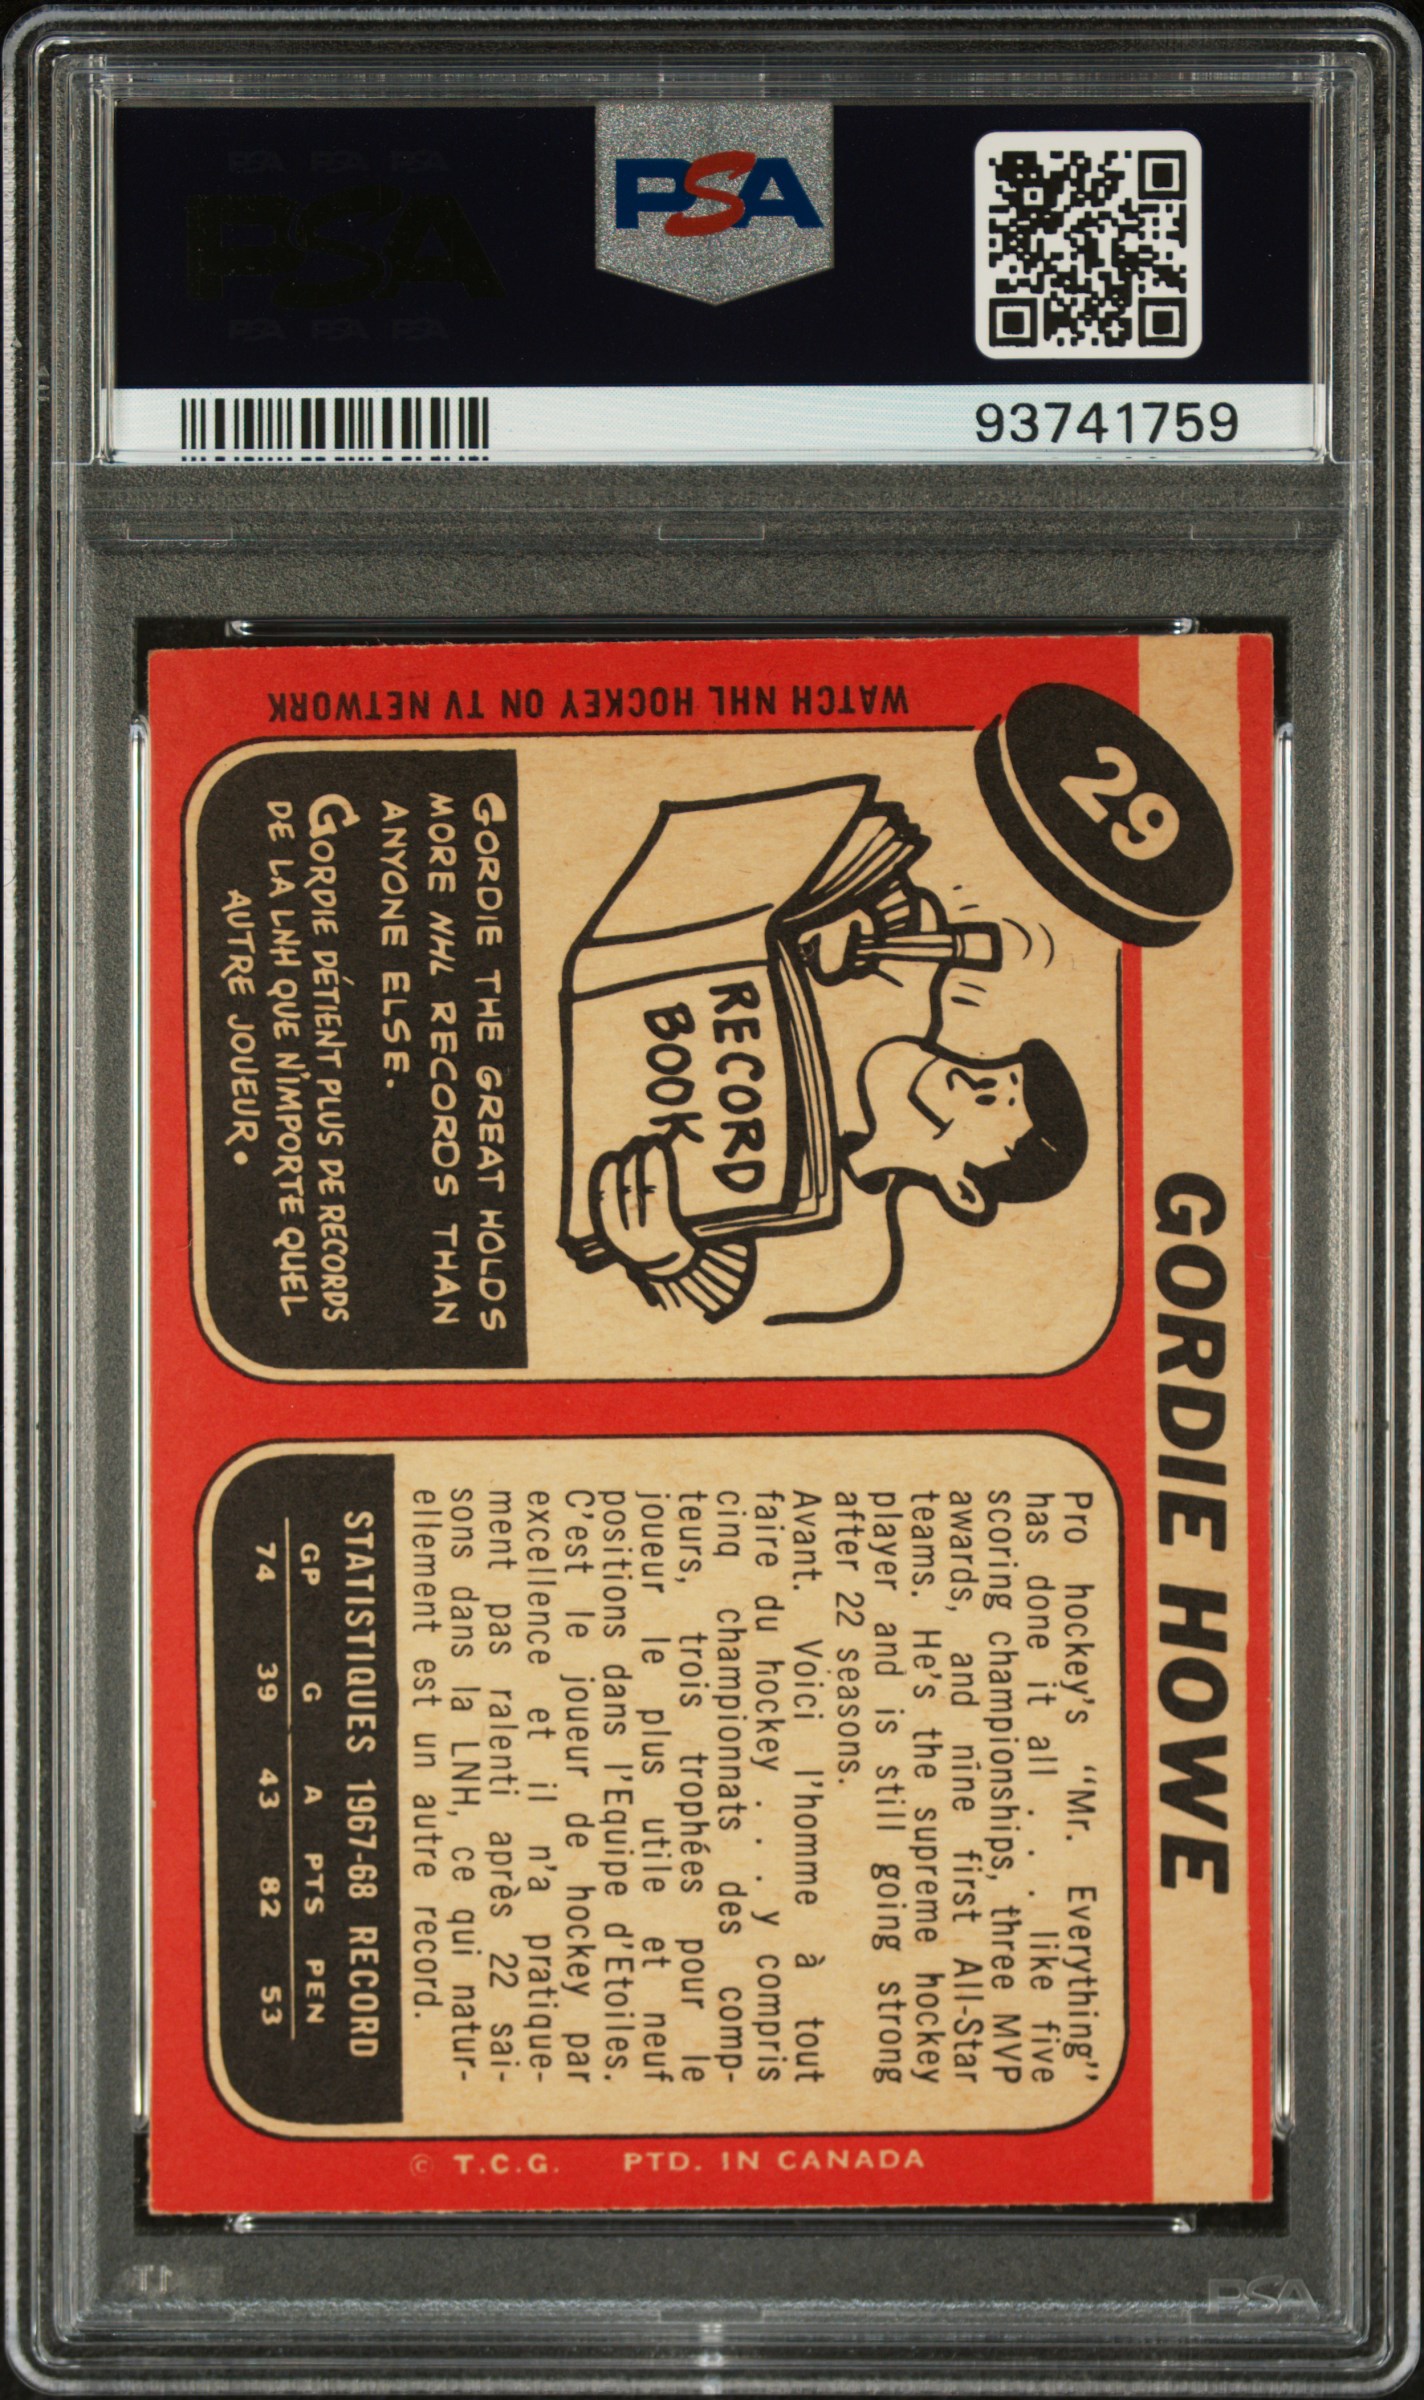 PSA PSA PSA
PSA
PSA PSA PSA
PSA
93741759
29
GORDIE HOWE
WATCH NHL HOCKEY ON TV NETWORK
RECORD
BOOK
GORDIE THE GREAT HOLDS
MORE NHL RECORDS THAN
ANYONE ELSE.
GORDIE DÉTIENT PLUS DE RECORDS
DE LA LNH QUE N'IMPORTE QUEL
AUTRE JOUEUR.
Pro hockey's "Mr. Everything"
has done it all . . . like five
scoring championships, three MVP
awards, and nine first All-Star
teams. He's the supreme hockey
player and is still going strong
after 22 seasons.
Avant. Voici l'homme à tout
faire du hockey . . . y compris
cinq championnats des comp-
teurs, trois trophées pour le
joueur le plus utile et neuf
positions dans l'Equipe d'Etoiles.
C'est le joueur de hockey par
excellence et il n'a pratique-
ment pas ralenti après 22 sai-
sons dans la LNH, ce qui natur-
ellement est un autre record.
STATISTIQUES 1967-68 RECORD
GP G A PTS PEN
74 39 43 82 53
© T.C.G. PTD. IN CANADA
PSA